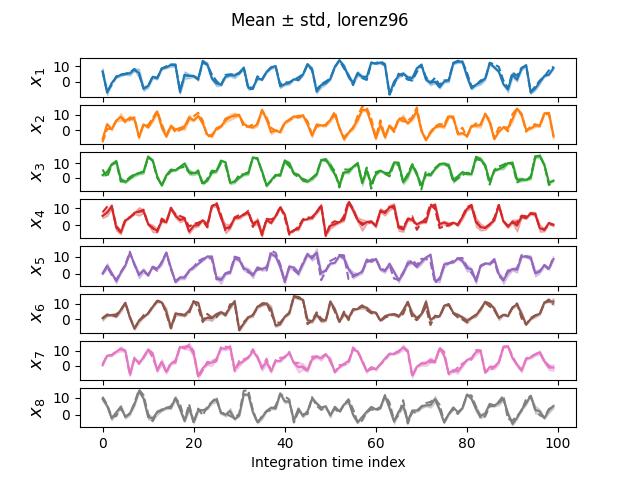 Mean ± std, lorenz96
x₁ 10 0
x₂ 10 0
x₃ 10 0
x₄ 10 0
x₅ 10 0
x₆ 10 0
x₇ 10 0
x₈ 10 0
0 20 40 60 80 100
Integration time index